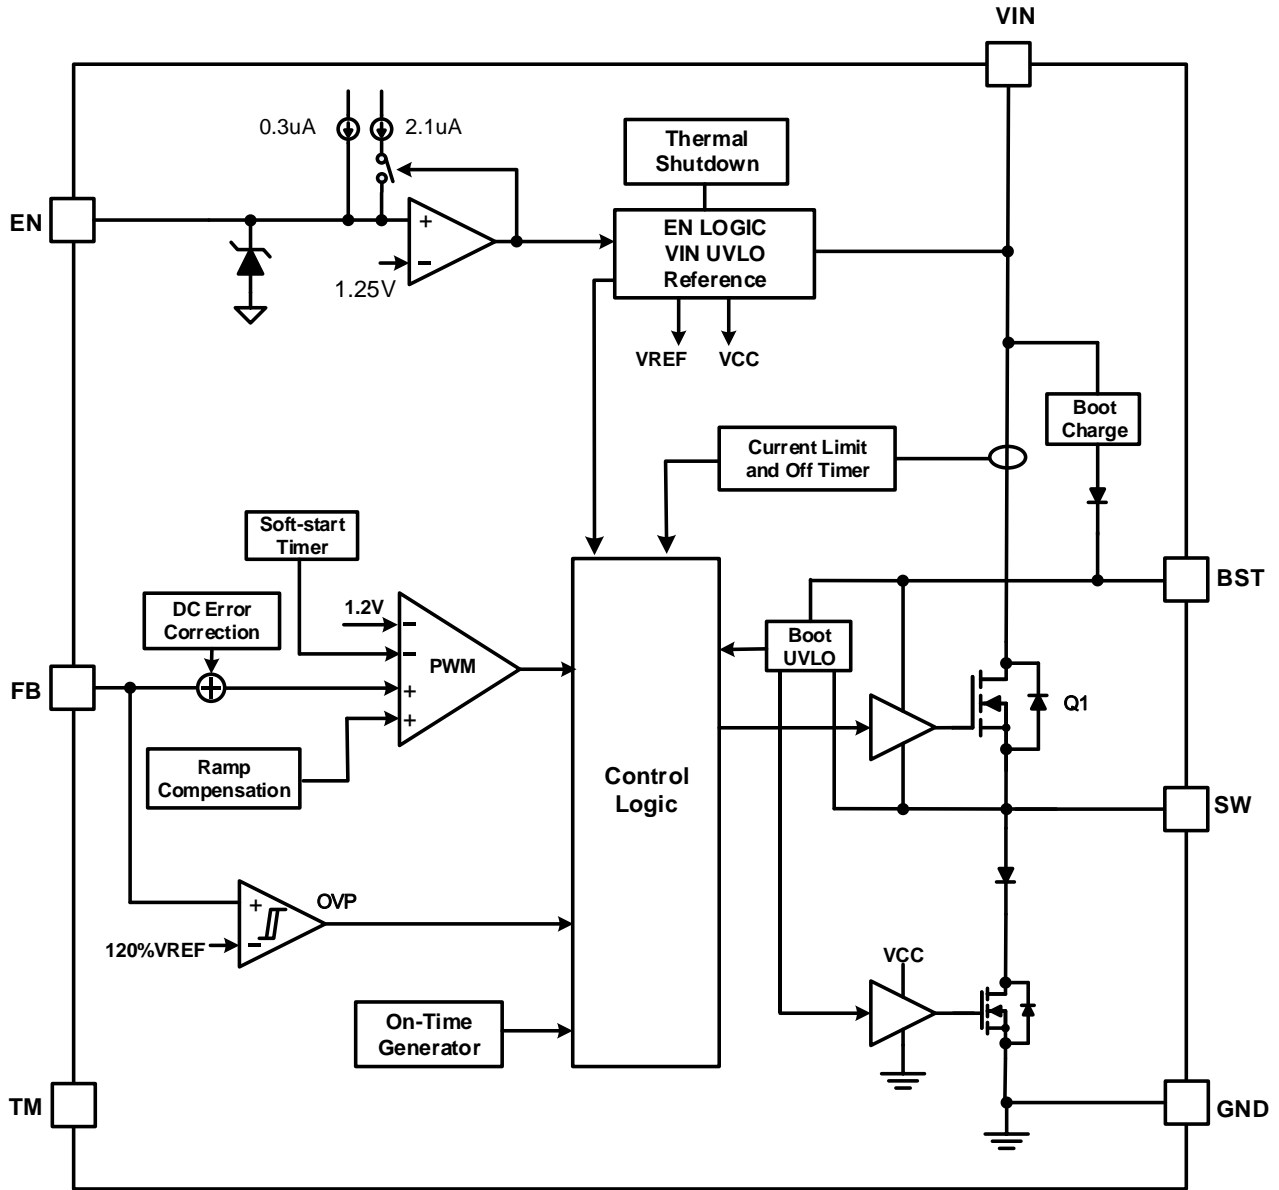 VIN
0.3uA
2.1uA
Thermal
Shutdown
EN
+
−
1.25V
EN LOGIC
VIN UVLO
Reference
VREF
VCC
Boot
Charge
Current Limit
and Off Timer
Soft-start
Timer
BST
DC Error
Correction
1.2V
−
−
+
+
PWM
Boot
UVLO
FB
Q1
Ramp
Compensation
Control
Logic
SW
+
−
OVP
120%VREF
VCC
On-Time
Generator
TM
GND